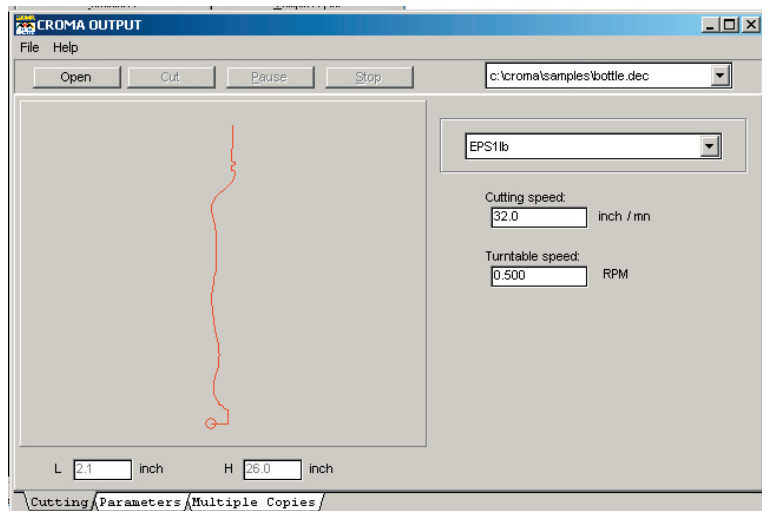 CROMA OUTPUT
File Help
Open Cut Pause Stop c:\croma\samples\bottle.dec
EPS1lb
Cutting speed:
32.0 inch / mn
Turntable speed:
0.500 RPM
L 2.1 inch H 26.0 inch
Cutting Parameters Multiple Copies